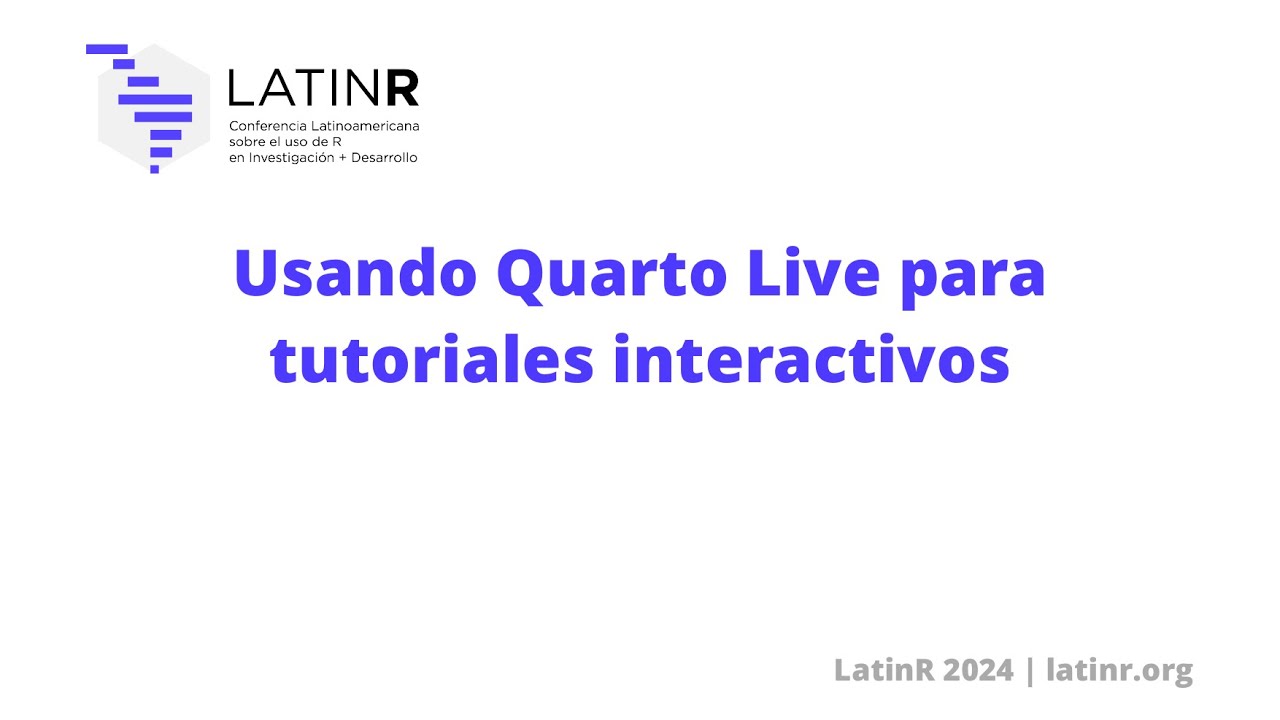 LATINR
Conferencia Latinoamericana
sobre el uso de R
en Investigación + Desarrollo
Usando Quarto Live para
tutoriales interactivos
LatinR 2024 | latinr.org